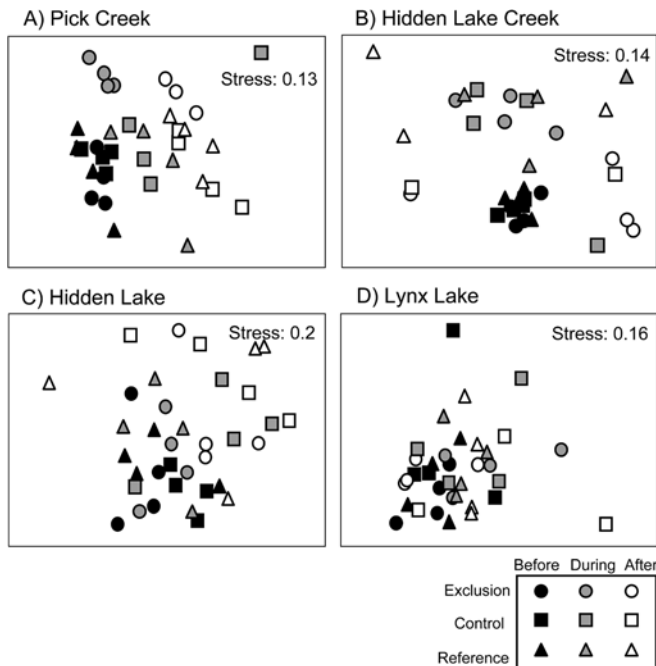 A) Pick Creek
Stress: 0.13
B) Hidden Lake Creek
Stress: 0.14
C) Hidden Lake
Stress: 0.2
D) Lynx Lake
Stress: 0.16
Before During After
Exclusion
Control
Reference